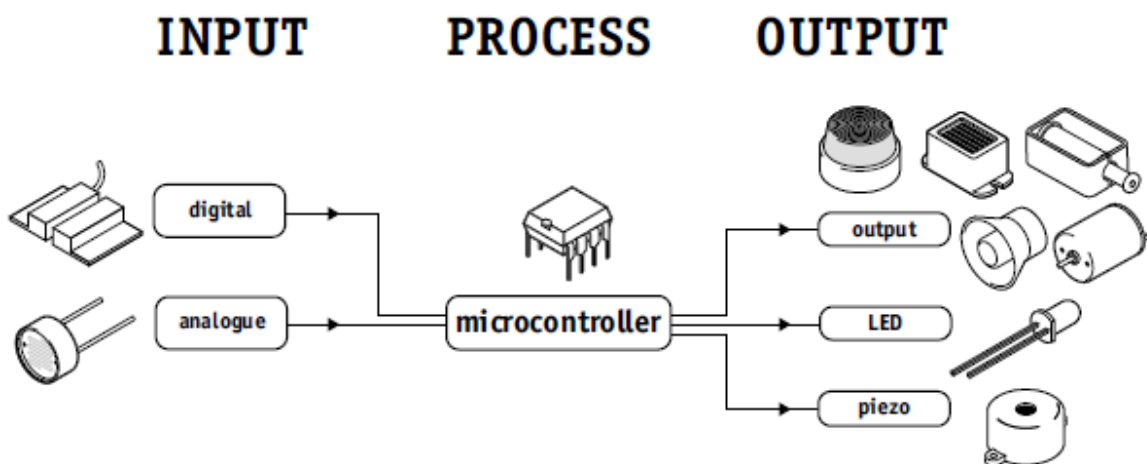 INPUT PROCESS OUTPUT
digital
output
analogue
microcontroller
LED
piezo